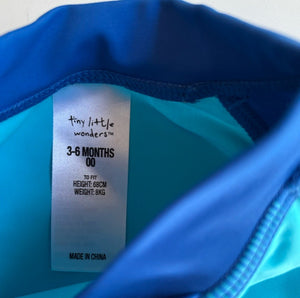 tiny little
wonders™
3-6 MONTHS
00
TO FIT
HEIGHT: 68CM
WEIGHT: 8KG
MADE IN CHINA